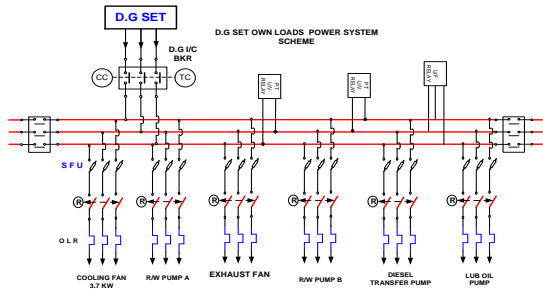 D.G SET
D.G SET OWN LOADS POWER SYSTEM
SCHEME
D.G I/C
BKR
CC
TC
PT
U/V
RELAY
PT
U/V
RELAY
U/F
RELAY
S F U
R
R
R
R
R
R
O L R
COOLING FAN
3.7 KW
R/W PUMP A
EXHAUST FAN
R/W PUMP B
DIESEL
TRANSFER PUMP
LUB OIL
PUMP